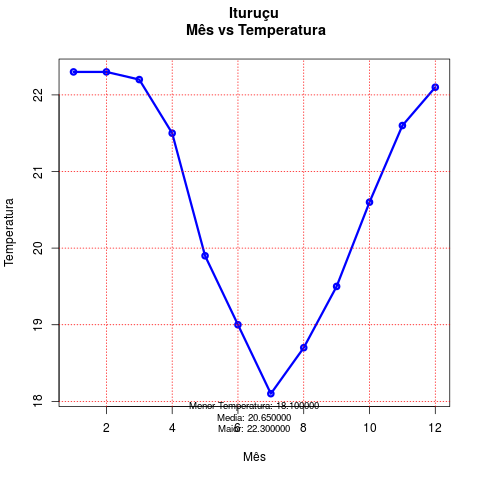 Ituruçu
Mês vs Temperatura
Temperatura
22
21
20
19
18
Menor Temperatura: 18.100000
Media: 20.650000
Maior: 22.300000
2 4 6 8 10 12
Mês